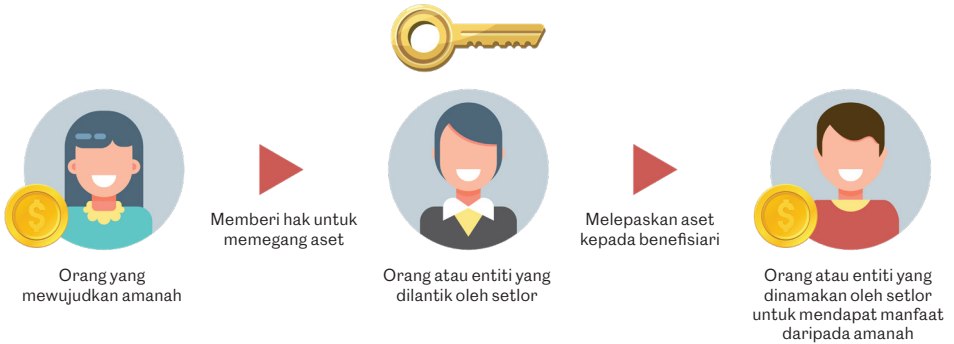 Memberi hak untuk
memegang aset
Melepaskan aset
kepada benefisiari
Orang yang
mewujudkan amanah
Orang atau entiti yang
dilantik oleh setlor
Orang atau entiti yang
dinamakan oleh setlor
untuk mendapat manfaat
daripada amanah
$
$